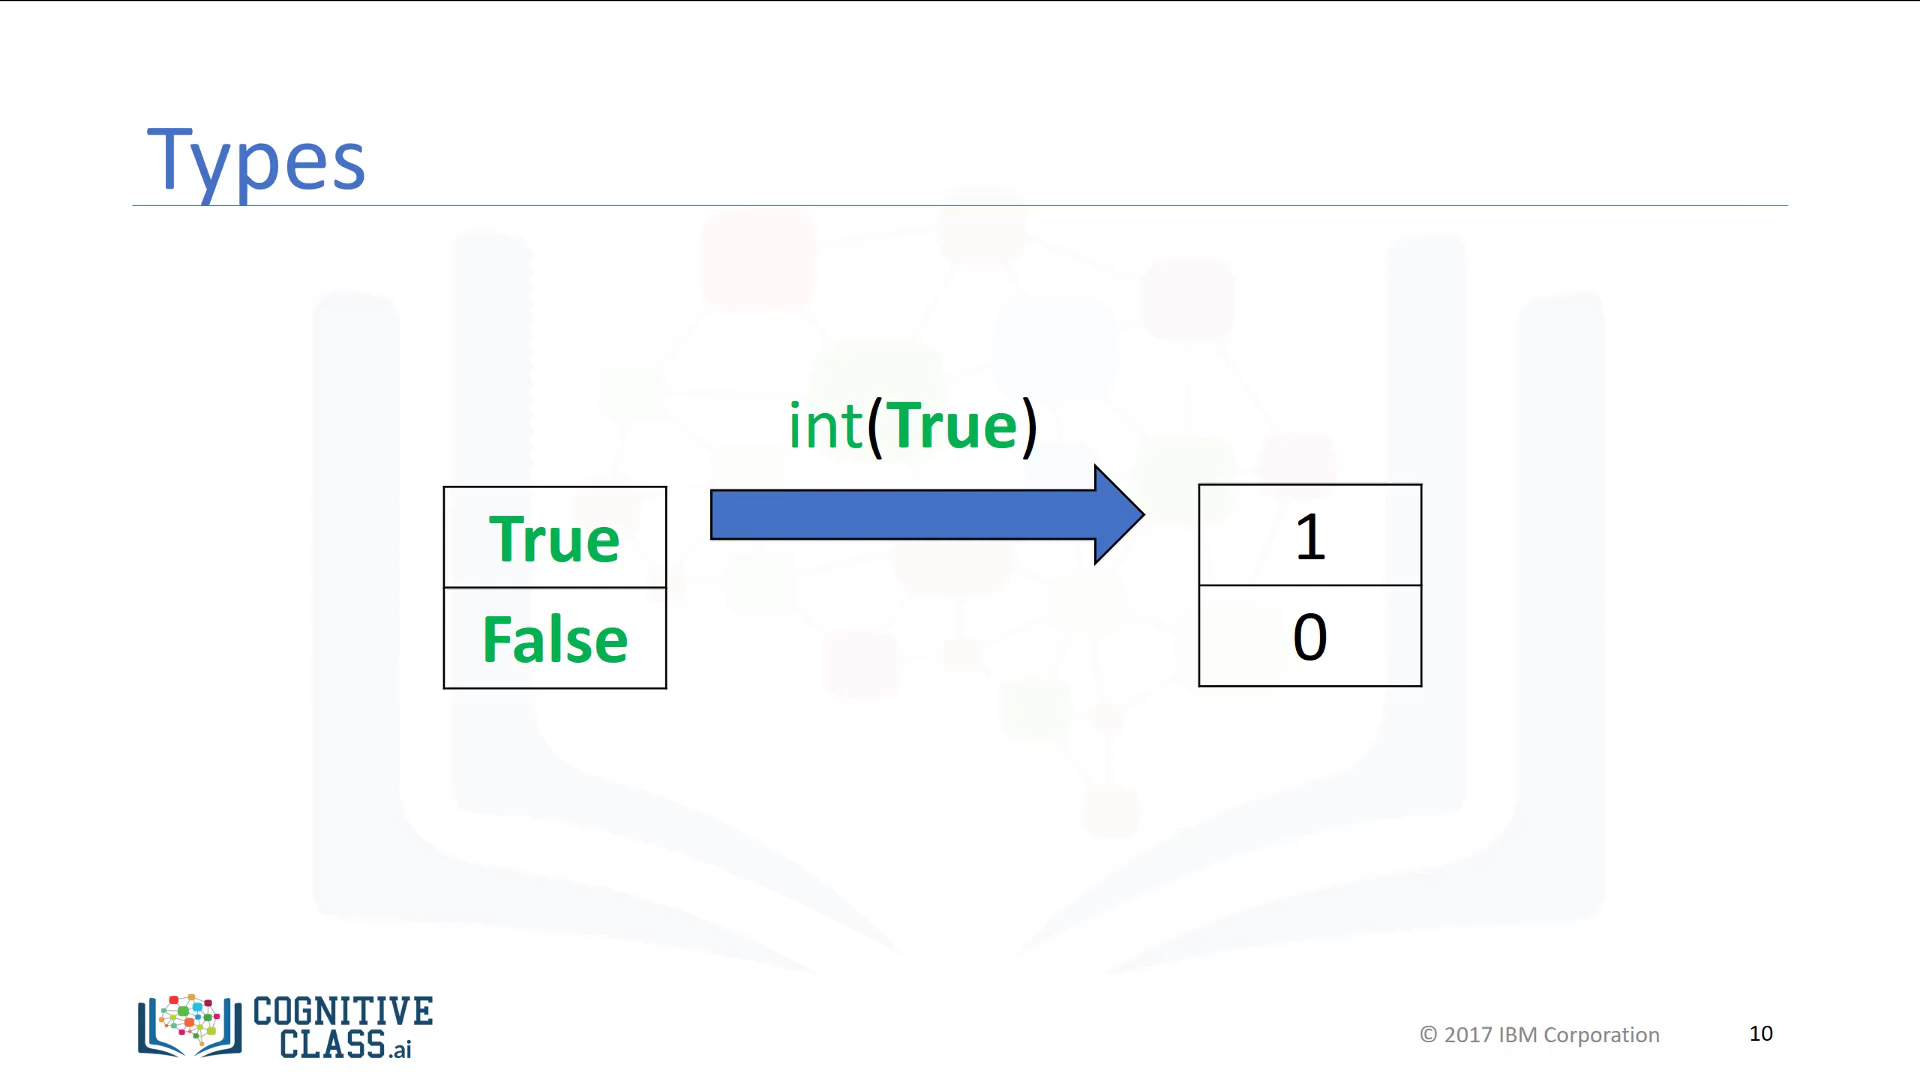 Types
int(True)
True
1
False
0
COGNITIVE
CLASS.ai
© 2017 IBM Corporation
10